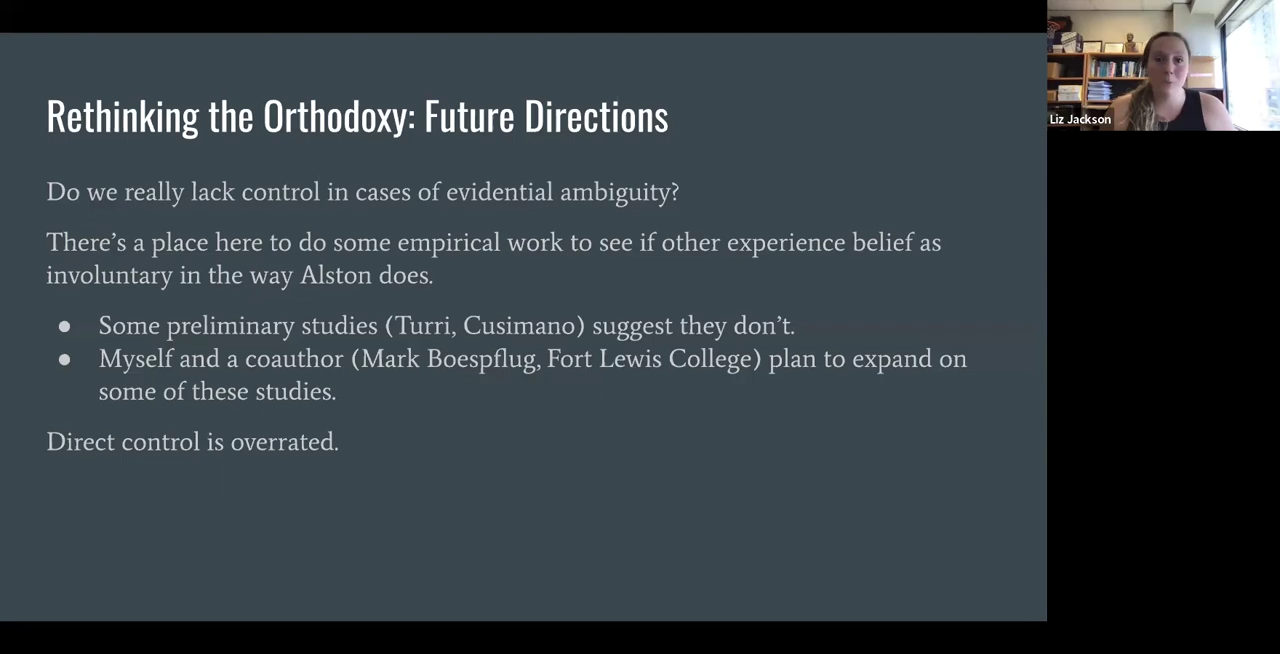 Rethinking the Orthodoxy: Future Directions
Do we really lack control in cases of evidential ambiguity?
There's a place here to do some empirical work to see if other experience belief as
involuntary in the way Alston does.
● Some preliminary studies (Turri, Cusimano) suggest they don't.
● Myself and a coauthor (Mark Boespflug, Fort Lewis College) plan to expand on
some of these studies.
Direct control is overrated.
Liz Jackson